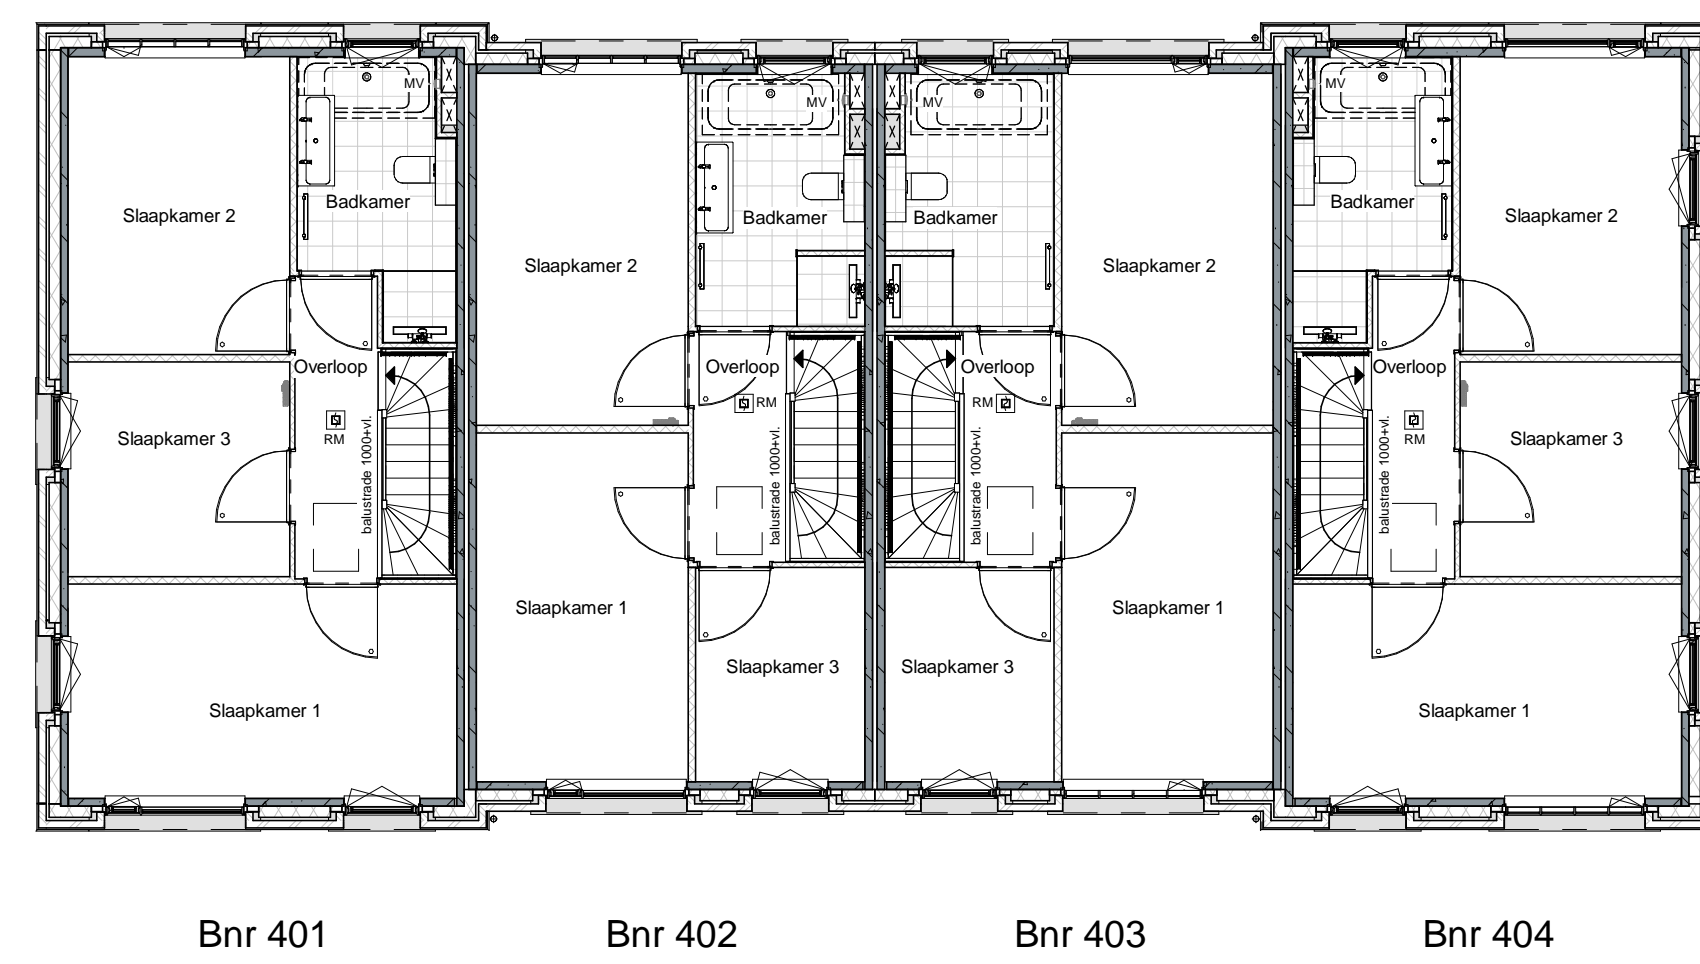 MV
Badkamer
Slaapkamer 2
Overloop
RM
balustrade 1000+vl.
Slaapkamer 3
Slaapkamer 1
MV
Badkamer
Slaapkamer 2
Overloop
RM
balustrade 1000+vl.
Slaapkamer 1
Slaapkamer 3
MV
Badkamer
Slaapkamer 2
Overloop
RM
balustrade 1000+vl.
Slaapkamer 1
Slaapkamer 3
MV
Badkamer
Slaapkamer 2
Overloop
RM
balustrade 1000+vl.
Slaapkamer 3
Slaapkamer 1
Bnr 401
Bnr 402
Bnr 403
Bnr 404